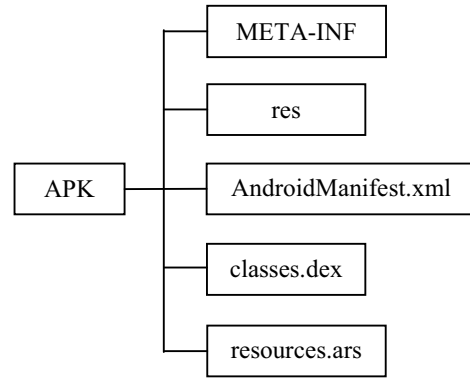 META-INF
res
APK
AndroidManifest.xml
classes.dex
resources.ars